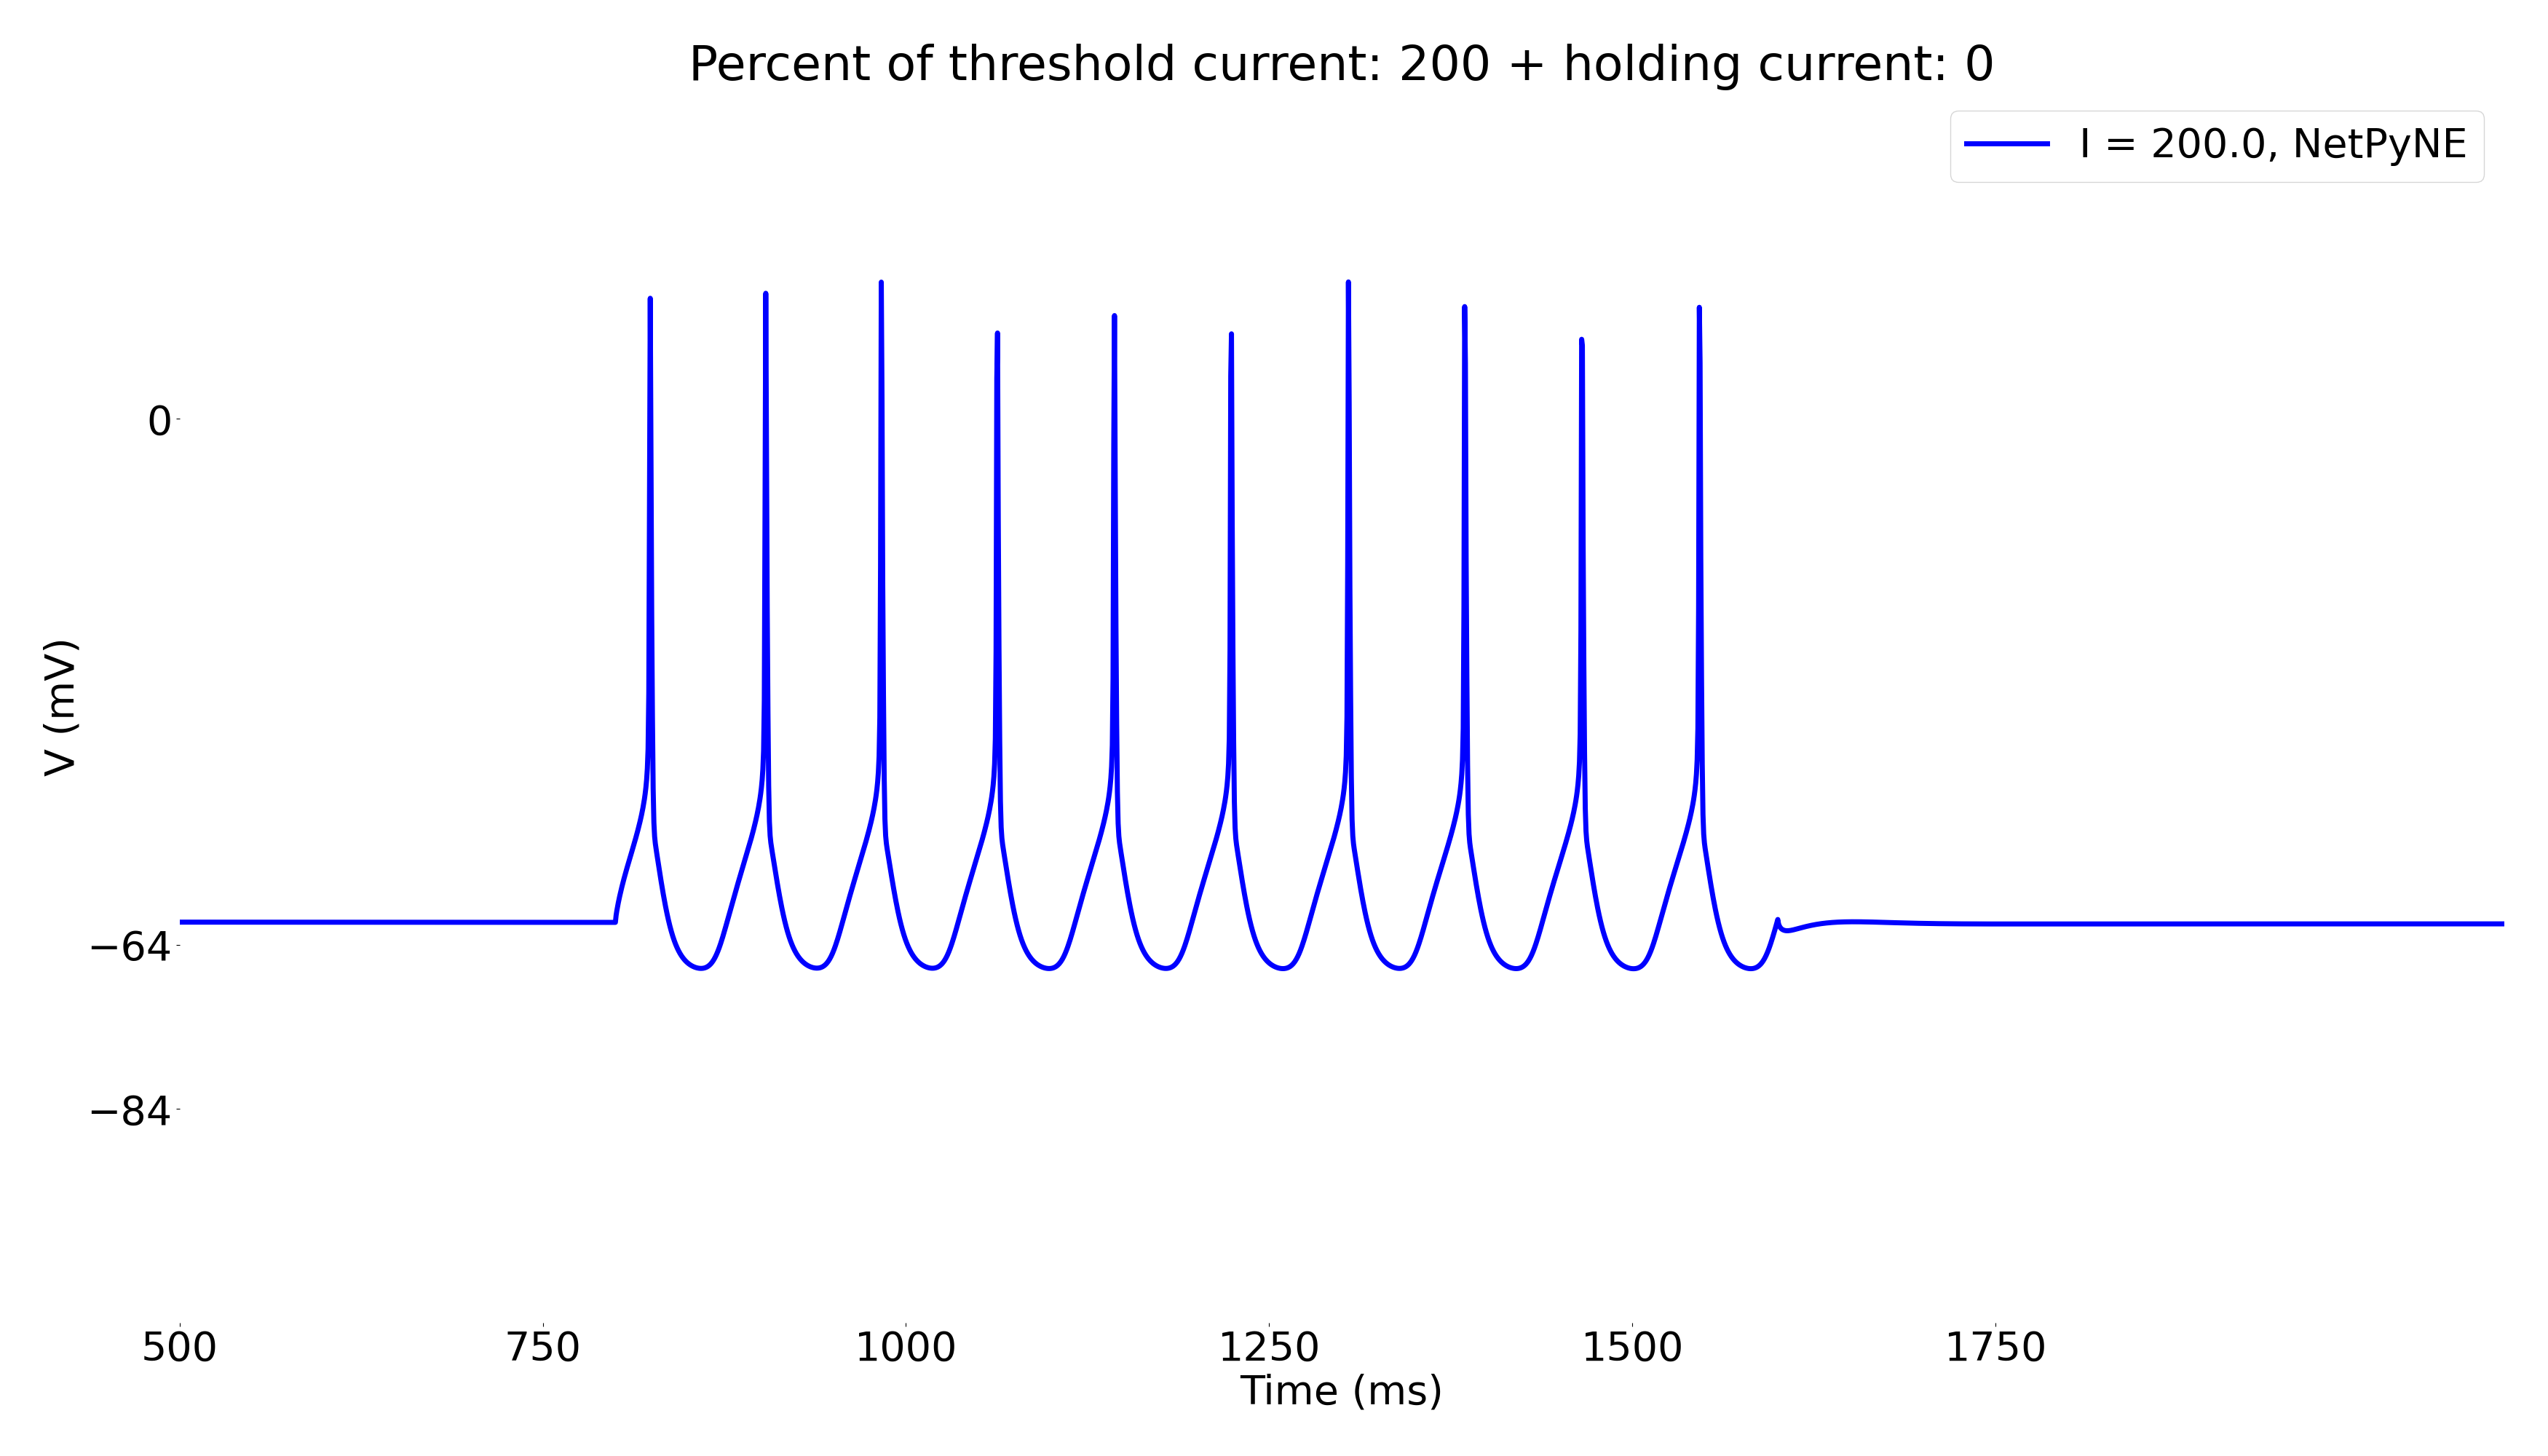 Percent of threshold current: 200 + holding current: 0
I = 200.0, NetPyNE
0
−64
−84
V (mV)
500 750 1000 1250 1500 1750
Time (ms)